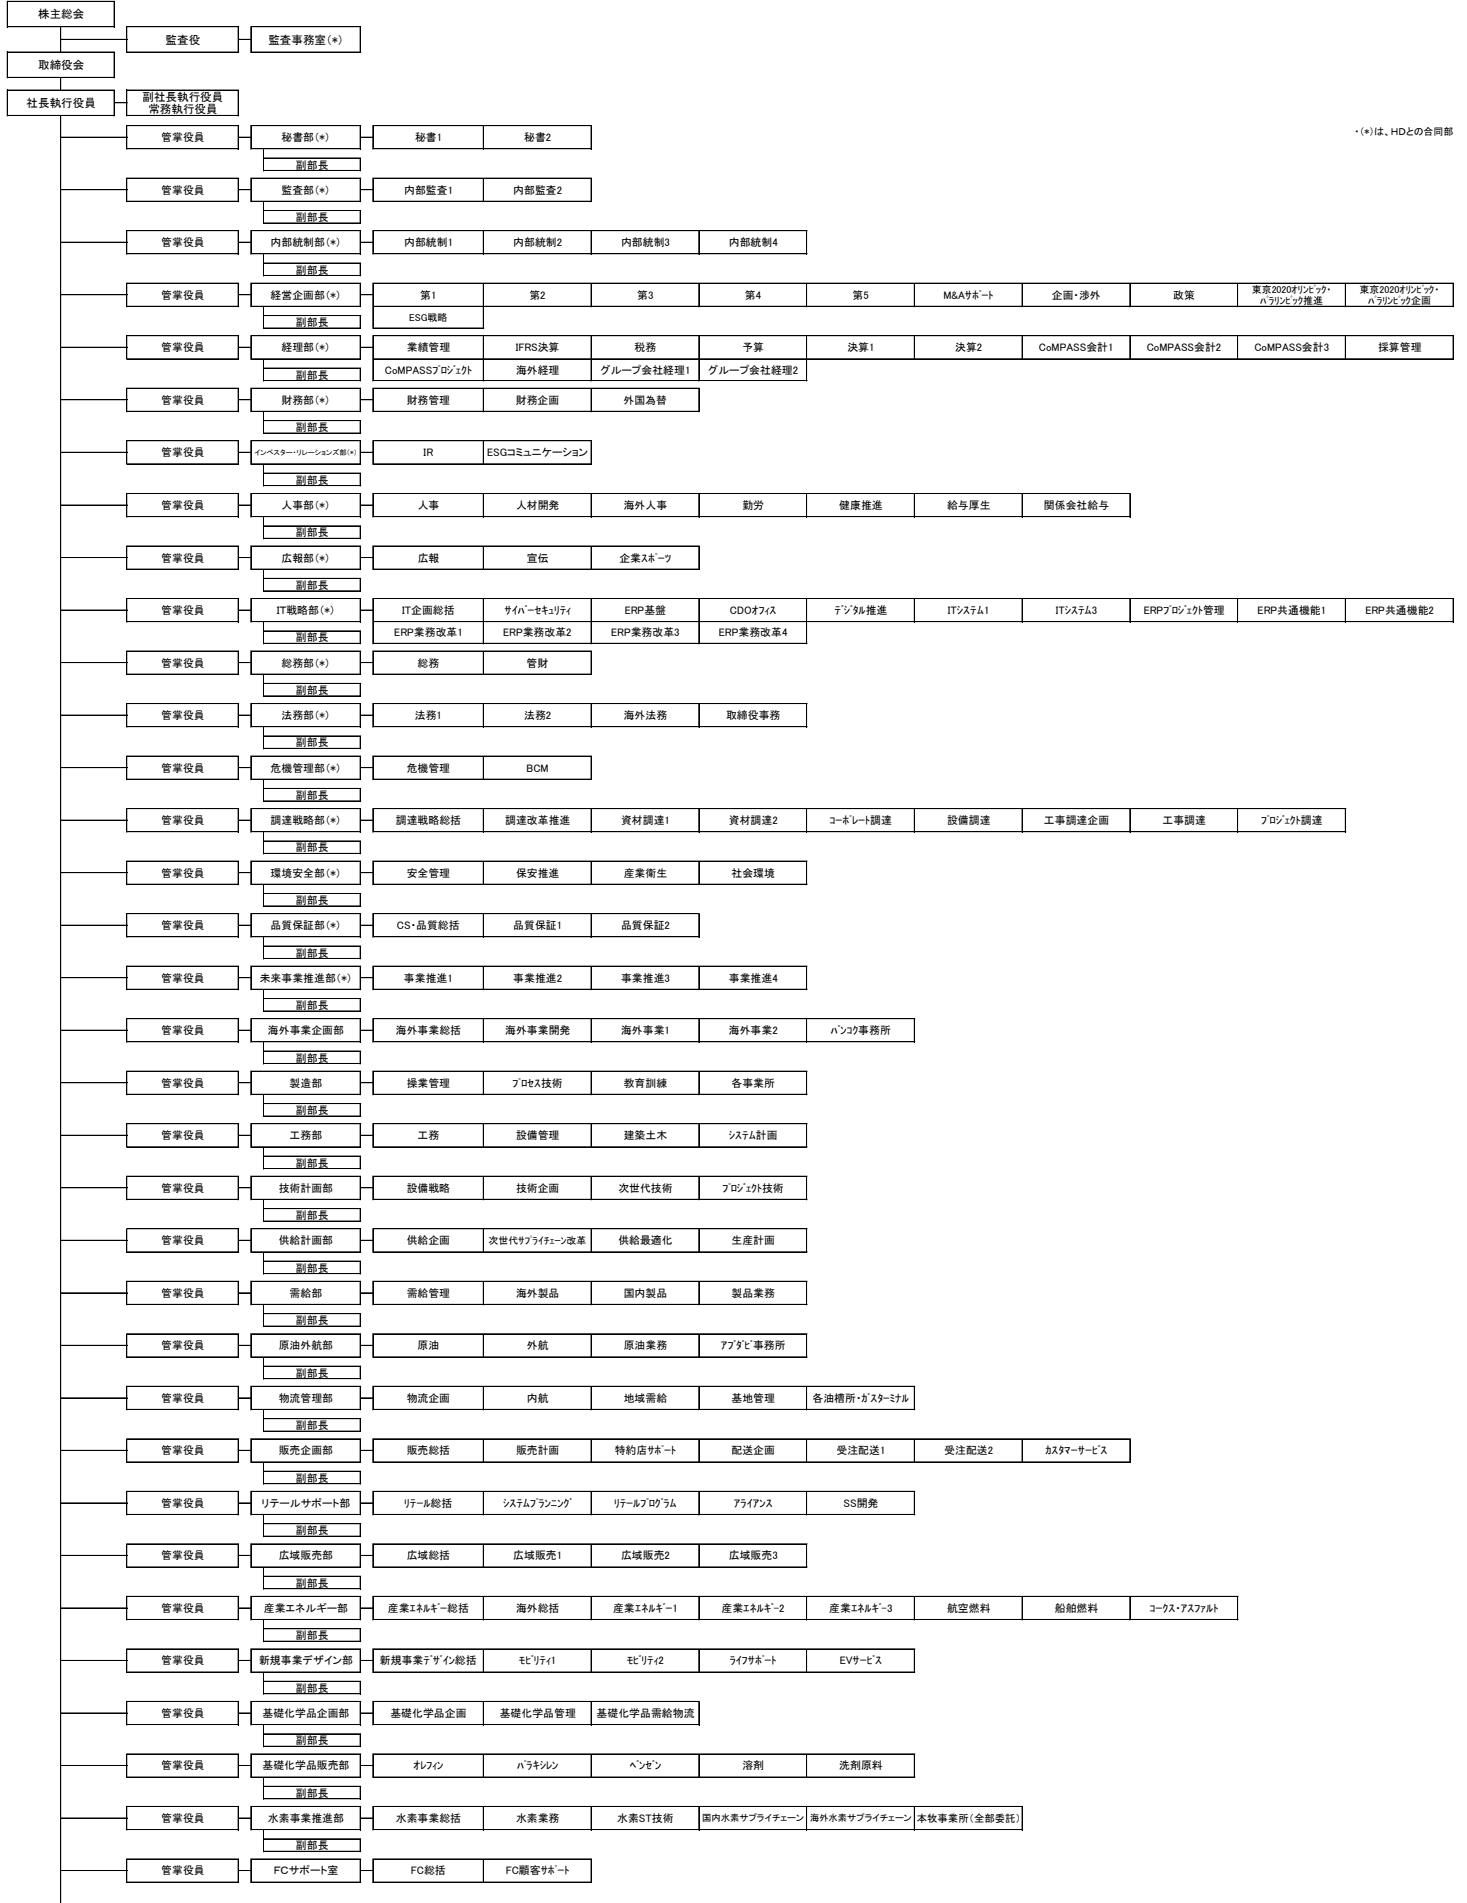 株主総会
監査役 監査事務室(*)
取締役会
社長執行役員 副社長執行役員
常務執行役員
・(*)は、HDとの合同部
管掌役員 秘書部(*) 秘書1 秘書2
副部長
管掌役員 監査部(*) 内部監査1 内部監査2
副部長
管掌役員 内部統制部(*) 内部統制1 内部統制2 内部統制3 内部統制4
副部長
管掌役員 経営企画部(*) 第1 第2 第3 第4 第5 M&Aサポート 企画・渉外 政策 東京2020オリンピック・パラリンピック推進 東京2020オリンピック・パラリンピック企画
副部長 ESG戦略
管掌役員 経理部(*) 業績管理 IFRS決算 税務 予算 決算1 決算2 CoMPASS会計1 CoMPASS会計2 CoMPASS会計3 採算管理
副部長 CoMPASSプロジェクト 海外経理 グループ会社経理1 グループ会社経理2
管掌役員 財務部(*) 財務管理 財務企画 外国為替
副部長
管掌役員 インベスター・リレーションズ部(*) IR ESGコミュニケーション
副部長
管掌役員 人事部(*) 人事 人材開発 海外人事 勤労 健康推進 給与厚生 関係会社給与
副部長
管掌役員 広報部(*) 広報 宣伝 企業スポーツ
副部長
管掌役員 IT戦略部(*) IT企画総括 サイバーセキュリティ ERP基盤 CDOオフィス デジタル推進 ITシステム1 ITシステム3 ERPプロジェクト管理 ERP共通機能1 ERP共通機能2
副部長 ERP業務改革1 ERP業務改革2 ERP業務改革3 ERP業務改革4
管掌役員 総務部(*) 総務 管財
副部長
管掌役員 法務部(*) 法務1 法務2 海外法務 取締役事務
副部長
管掌役員 危機管理部(*) 危機管理 BCM
副部長
管掌役員 調達戦略部(*) 調達戦略総括 調達改革推進 資材調達1 資材調達2 コーポレート調達 設備調達 工事調達企画 工事調達 プロジェクト調達
副部長
管掌役員 環境安全部(*) 安全管理 保安推進 産業衛生 社会環境
副部長
管掌役員 品質保証部(*) CS・品質総括 品質保証1 品質保証2
副部長
管掌役員 未来事業推進部(*) 事業推進1 事業推進2 事業推進3 事業推進4
副部長
管掌役員 海外事業企画部 海外事業総括 海外事業開発 海外事業1 海外事業2 バンコク事務所
副部長
管掌役員 製造部 操業管理 プロセス技術 教育訓練 各事業所
副部長
管掌役員 工務部 工務 設備管理 建築土木 システム計画
副部長
管掌役員 技術計画部 設備戦略 技術企画 次世代技術 プロジェクト技術
副部長
管掌役員 供給計画部 供給企画 次世代サプライチェーン改革 供給最適化 生産計画
副部長
管掌役員 需給部 需給管理 海外製品 国内製品 製品業務
副部長
管掌役員 原油外航部 原油 外航 原油業務 アブダビ事務所
副部長
管掌役員 物流管理部 物流企画 内航 地域需給 基地管理 各油槽所・ガスターミナル
副部長
管掌役員 販売企画部 販売総括 販売計画 特約店サポート 配送企画 受注配送1 受注配送2 カスタマーサービス
副部長
管掌役員 リテールサポート部 リテール総括 システムプランニング リテールプログラム アライアンス SS開発
副部長
管掌役員 広域販売部 広域総括 広域販売1 広域販売2 広域販売3
副部長
管掌役員 産業エネルギー部 産業エネルギー総括 海外総括 産業エネルギー1 産業エネルギー2 産業エネルギー3 航空燃料 船舶燃料 コークス・アスファルト
副部長
管掌役員 新規事業デザイン部 新規事業デザイン総括 モビリティ1 モビリティ2 ライフサポート EVサービス
副部長
管掌役員 基礎化学品企画部 基礎化学品企画 基礎化学品管理 基礎化学品需給物流
副部長
管掌役員 基礎化学品販売部 オレフィン パラキシレン ベンゼン 溶剤 洗剤原料
副部長
管掌役員 水素事業推進部 水素事業総括 水素業務 水素ST技術 国内水素サプライチェーン 海外水素サプライチェーン 本牧事業所(全部委託)
副部長
管掌役員 FCサポート室 FC総括 FC顧客サポート